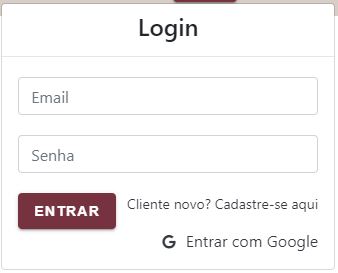 Login
Email
Senha
ENTRAR Cliente novo? Cadastre-se aqui
G Entrar com Google